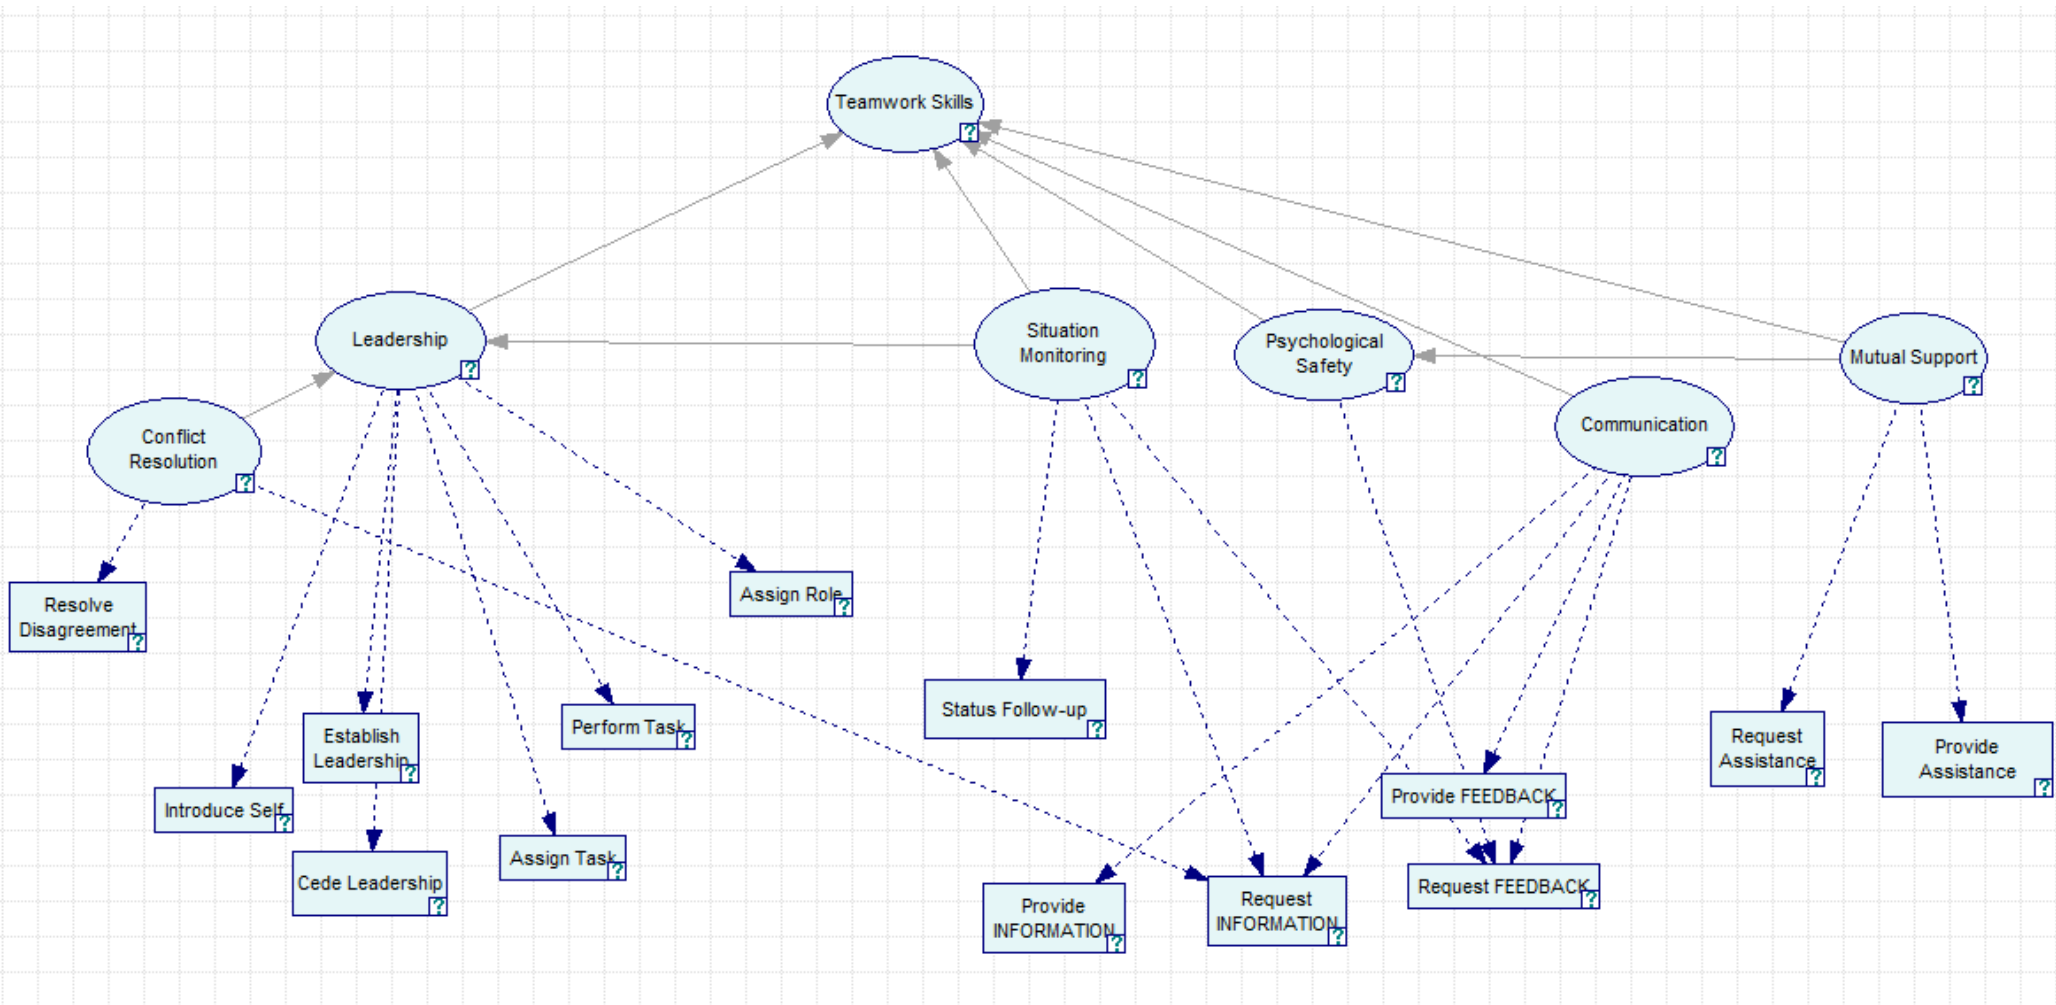 Teamwork Skills
?
Leadership
?
Situation
Monitoring
?
Psychological
Safety
?
Mutual Support
?
Conflict
Resolution
?
Communication
?
Resolve
Disagreement
?
Assign Role
?
Establish
Leadership
?
Perform Task
?
Status Follow-up
?
Request
Assistance
?
Provide
Assistance
?
Introduce Self
?
Provide FEEDBACK
?
Cede Leadership
?
Assign Task
?
Provide
INFORMATION
?
Request
INFORMATION
?
Request FEEDBACK
?